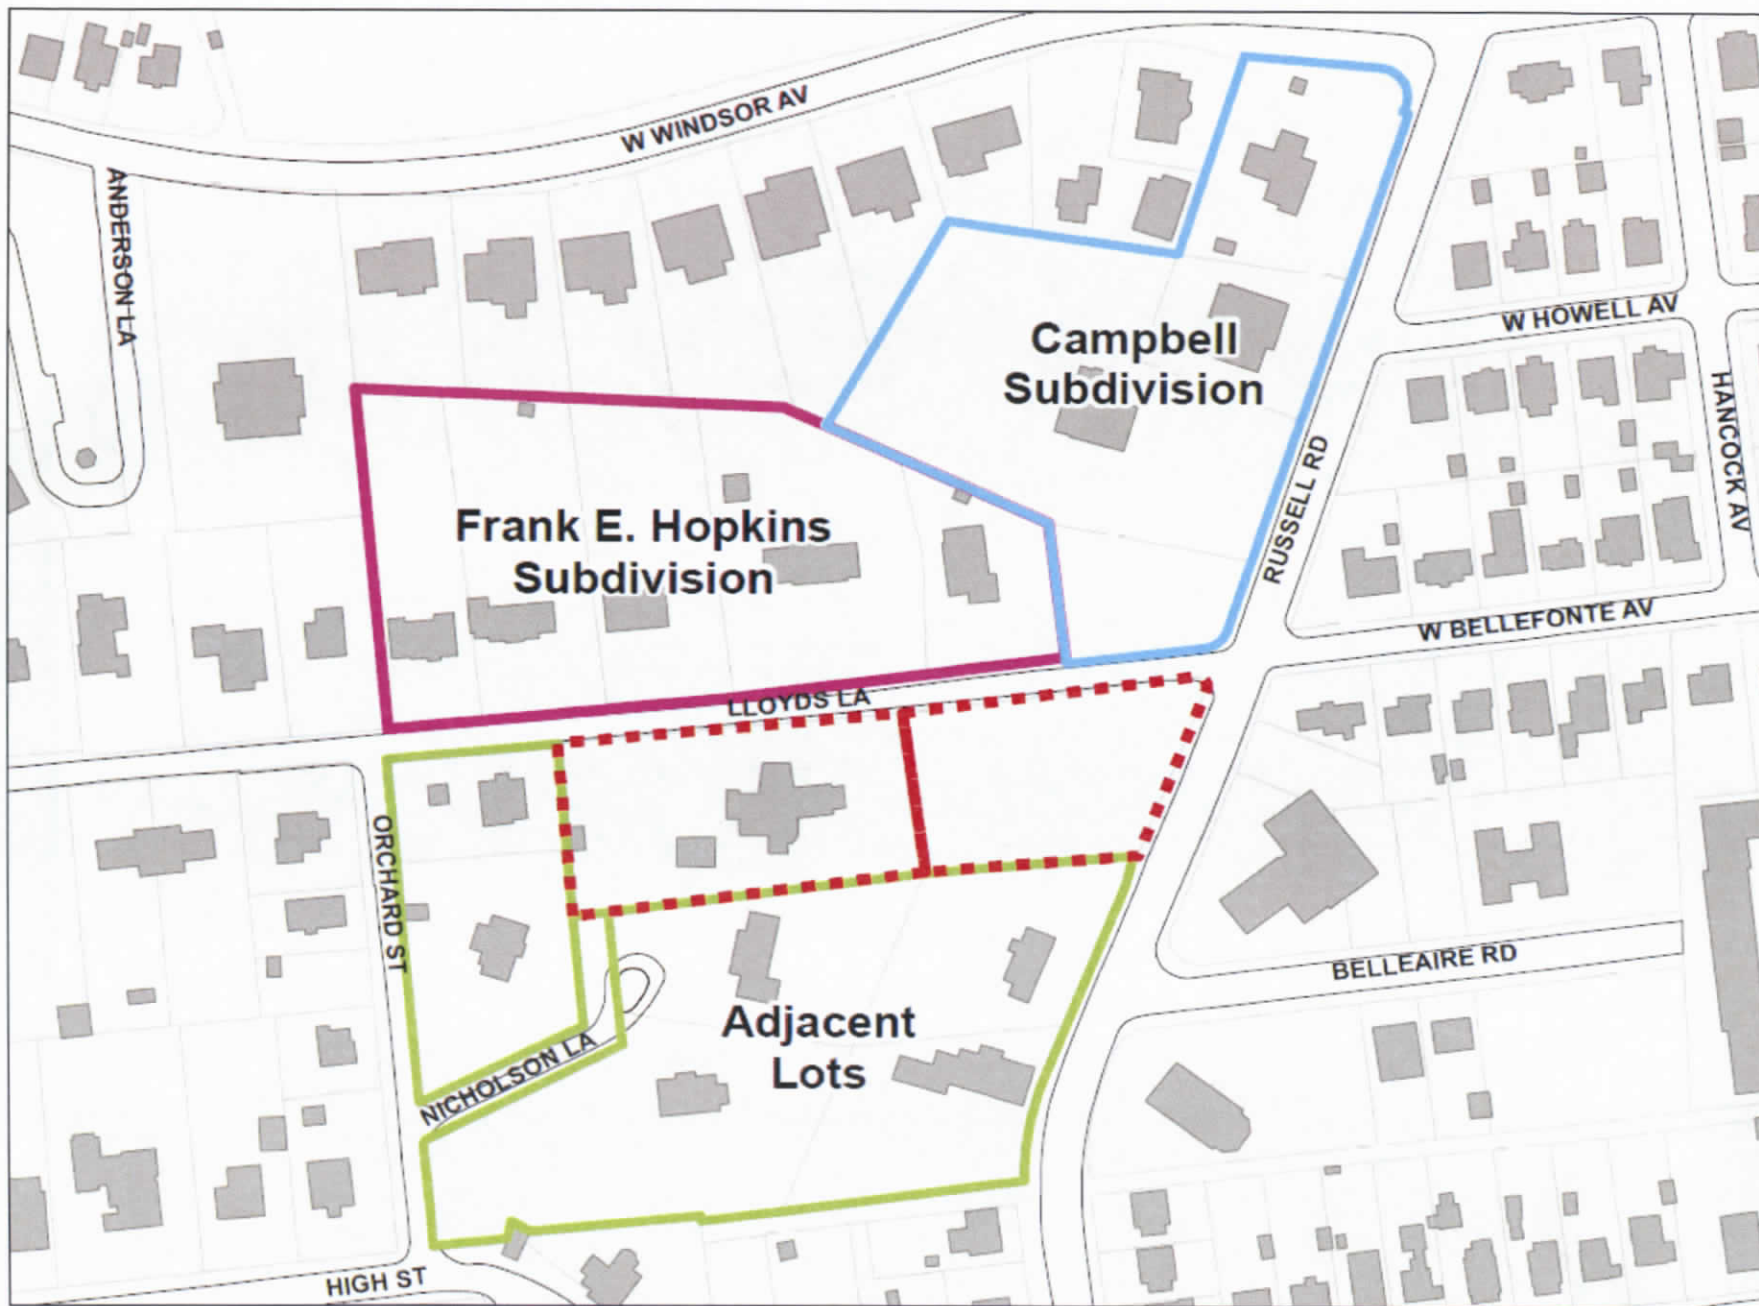 W WINDSOR AV
ANDERSON LA
Campbell
Subdivision
W HOWELL AV
HANCOCK AV
RUSSELL RD
Frank E. Hopkins
Subdivision
W BELLEFONTE AV
LLOYDS LA
ORCHARD ST
BELLEAIRE RD
Adjacent
Lots
NICHOLSON LA
HIGH ST